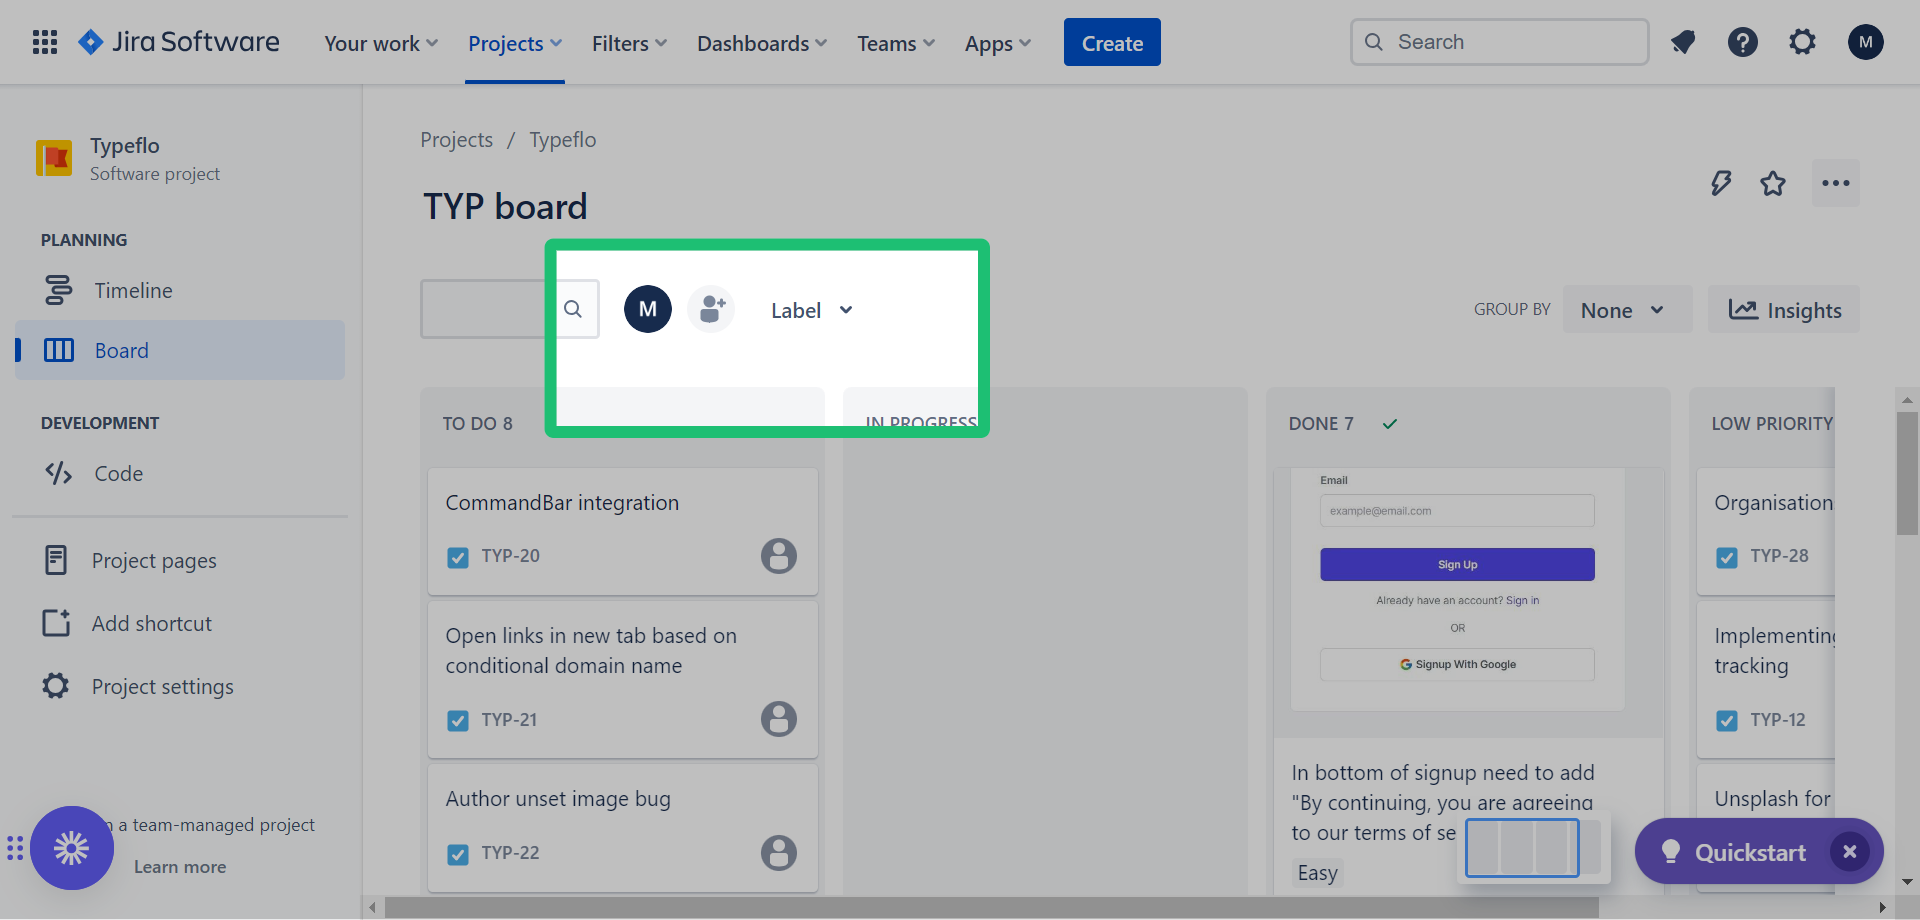 Jira Software
Your work
Projects
Filters
Dashboards
Teams
Apps
Create
Search
M
Typeflo
Software project
PLANNING
Timeline
Board
DEVELOPMENT
Code
Project pages
Add shortcut
Project settings
a team-managed project
Learn more
Projects / Typeflo
TYP board
M
Label
GROUP BY
None
Insights
TO DO 8
CommandBar integration
TYP-20
Open links in new tab based on
conditional domain name
TYP-21
Author unset image bug
TYP-22
IN PROGRESS
DONE 7
Email
example@email.com
Sign Up
Already have an account? Sign in
OR
Signup With Google
In bottom of signup need to add
"By continuing, you are agreeing
to our terms of se
Easy
LOW PRIORITY
Organisation
TYP-28
Implementing
tracking
TYP-12
Unsplash for
Quickstart